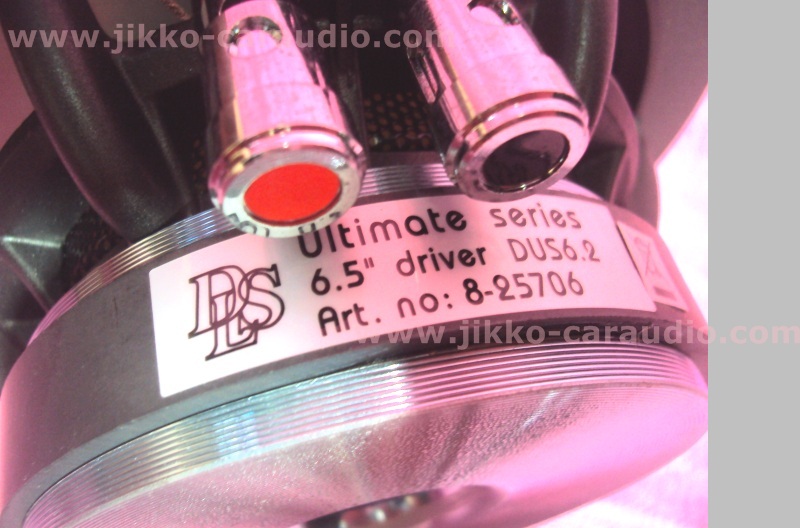 www.jikko-caraudio.com
Ultimate series
6.5" driver DUS6.2
Art. no: 8-25706
DLS
www.jikko-caraudio.com